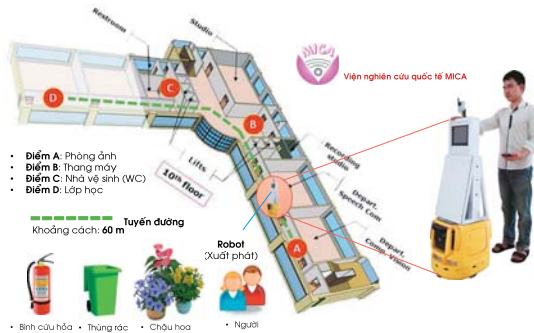 Restroom
Studio
MICA
Viện nghiên cứu quốc tế MICA
D
C
B
Lifts
10th floor
Recording
studio
Depart.
Speech Com
Depart.
Comp. Vision
A
• Điểm A: Phòng ảnh
• Điểm B: Thang máy
• Điểm C: Nhà vệ sinh (WC)
• Điểm D: Lớp học
Tuyến đường
Khoảng cách: 60 m
Robot
(Xuất phát)
• Bình cứu hỏa
• Thùng rác
• Chậu hoa
• Người